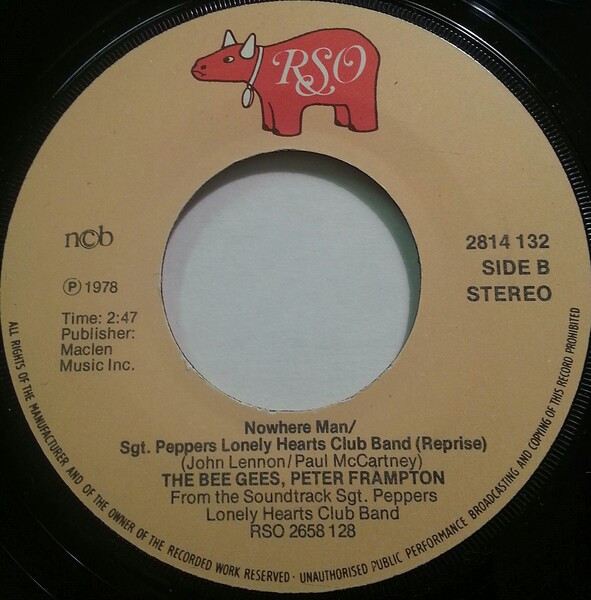 RSO
ncb
2814 132
SIDE B
STEREO
Ⓟ 1978
Time: 2:47
Publisher:
Maclen
Music Inc.
Nowhere Man/
Sgt. Peppers Lonely Hearts Club Band (Reprise)
(John Lennon/Paul McCartney)
THE BEE GEES, PETER FRAMPTON
From the Soundtrack Sgt. Peppers
Lonely Hearts Club Band
RSO 2658 128
ALL RIGHTS OF THE MANUFACTURER AND OF THE OWNER OF THE RECORDED WORK RESERVED · UNAUTHORISED PUBLIC PERFORMANCE BROADCASTING AND COPYING OF THIS RECORD PROHIBITED